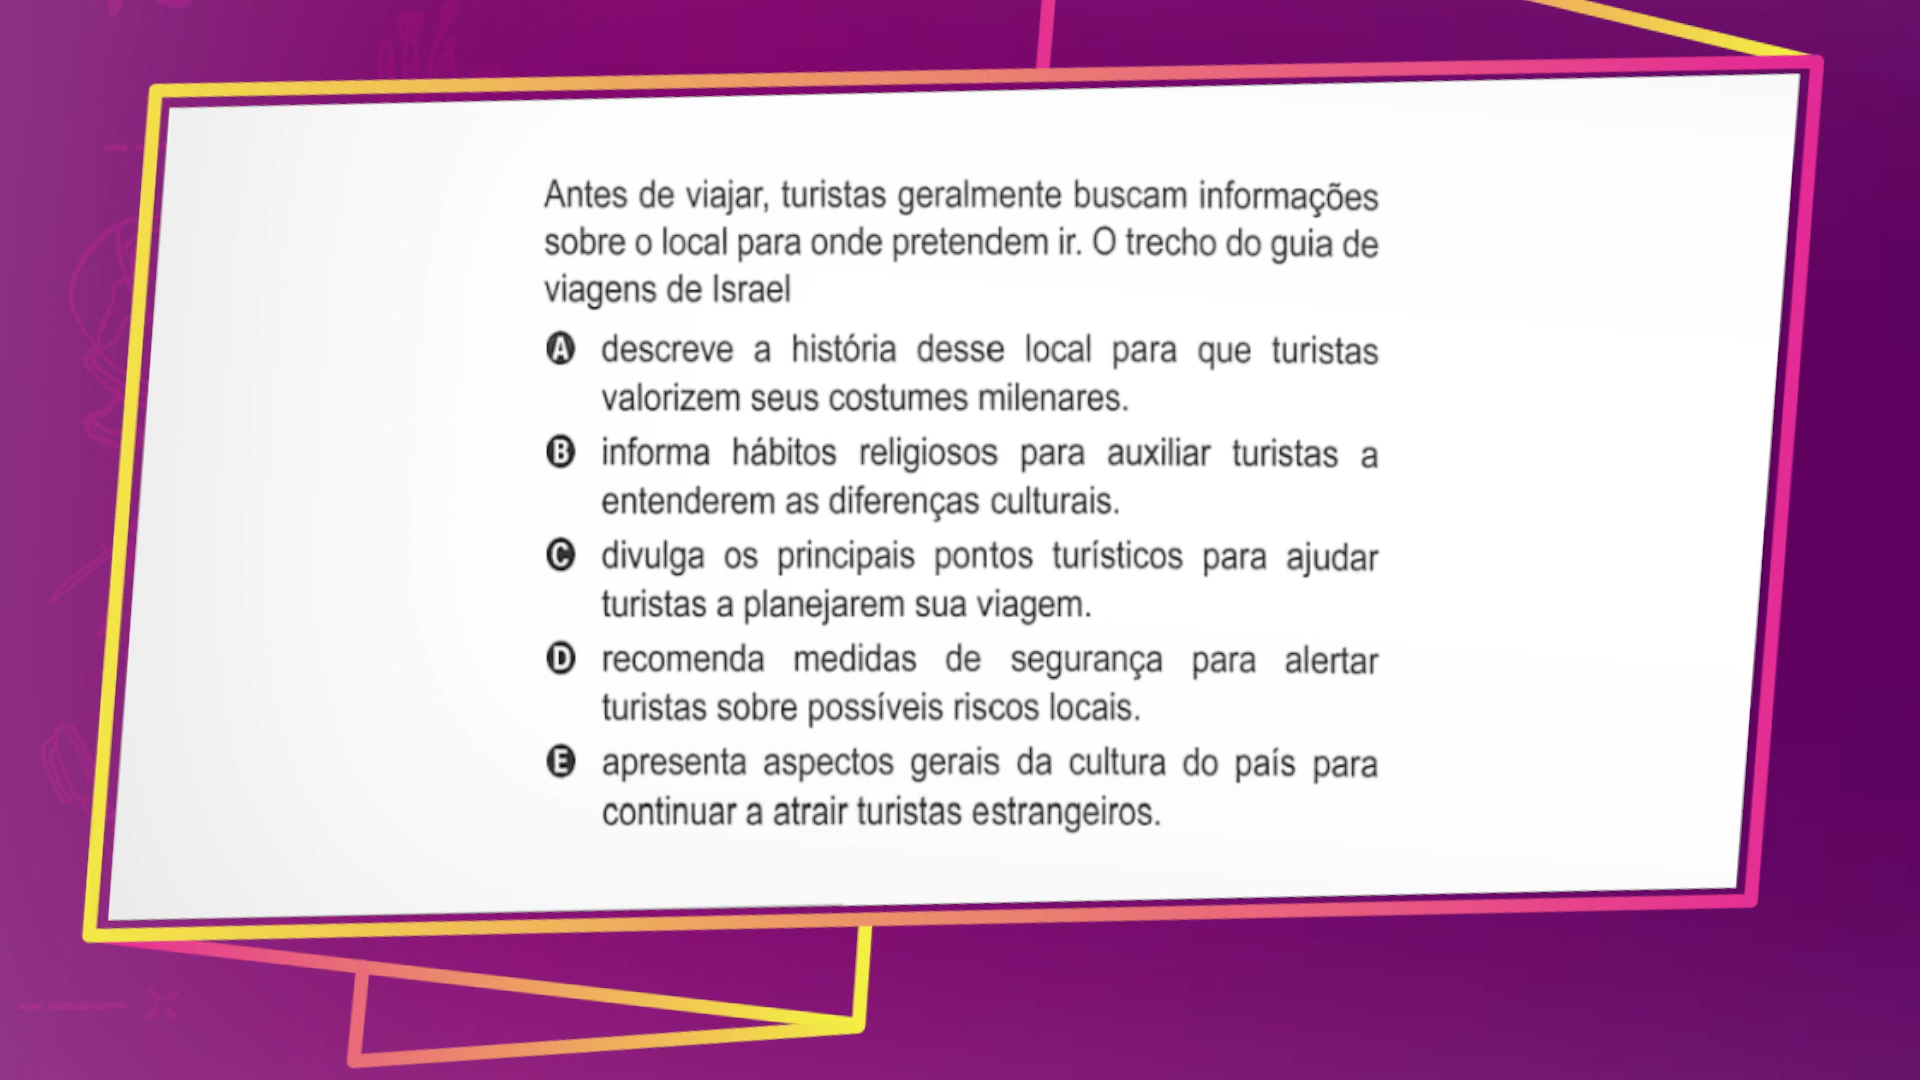 Antes de viajar, turistas geralmente buscam informações
sobre o local para onde pretendem ir. O trecho do guia de
viagens de Israel
A descreve a história desse local para que turistas
valorizem seus costumes milenares.
B informa hábitos religiosos para auxiliar turistas a
entenderem as diferenças culturais.
C divulga os principais pontos turísticos para ajudar
turistas a planejarem sua viagem.
D recomenda medidas de segurança para alertar
turistas sobre possíveis riscos locais.
E apresenta aspectos gerais da cultura do país para
continuar a atrair turistas estrangeiros.